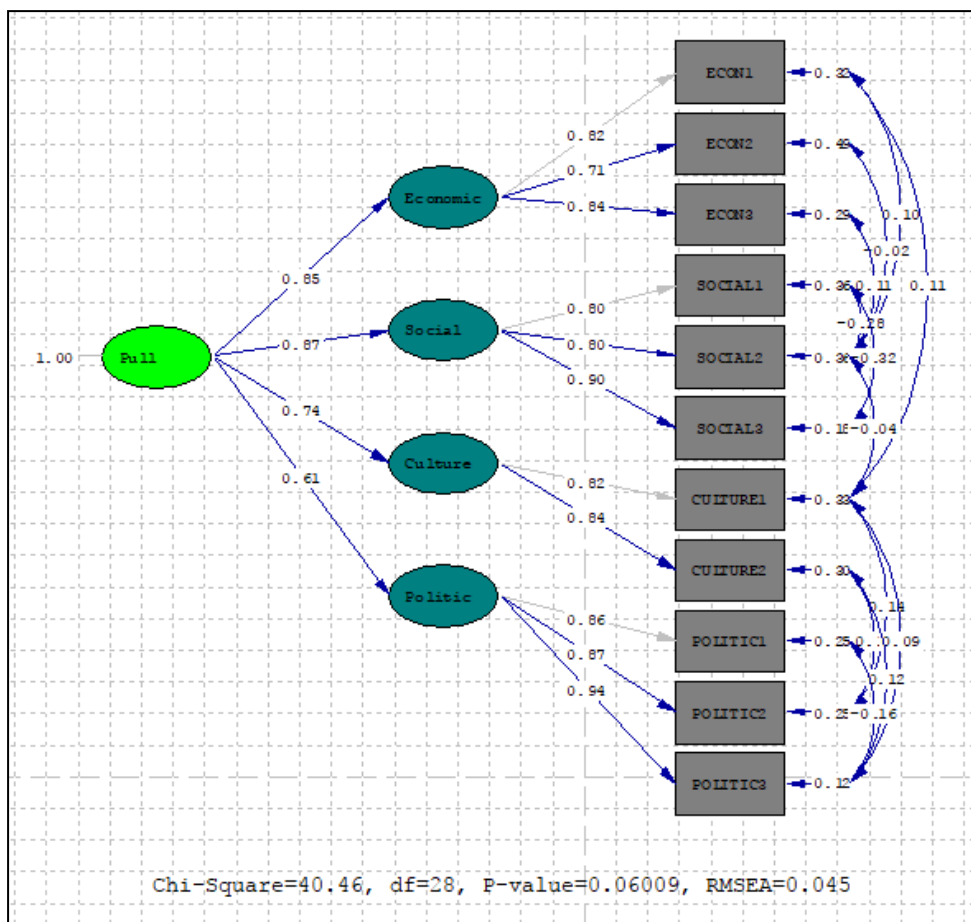 ECON1
0.32
0.82
ECON2
0.49
0.71
Economic
0.84
ECON3
0.29
0.10
-0.02
0.85
SOCIAL1
0.36
0.11
0.11
0.80
Social
-0.28
1.00
Pull
0.87
0.80
SOCIAL2
-0.32
0.90
0.74
SOCIAL3
-0.04
Culture
0.61
0.82
CULTURE1
0.33
0.84
CULTURE2
0.30
Politic
0.14
0.86
POLITIC1
0.25
0.09
0.87
0.12
0.94
POLITIC2
-0.16
POLITIC3
0.12
Chi-Square=40.46, df=28, P-value=0.06009, RMSEA=0.045